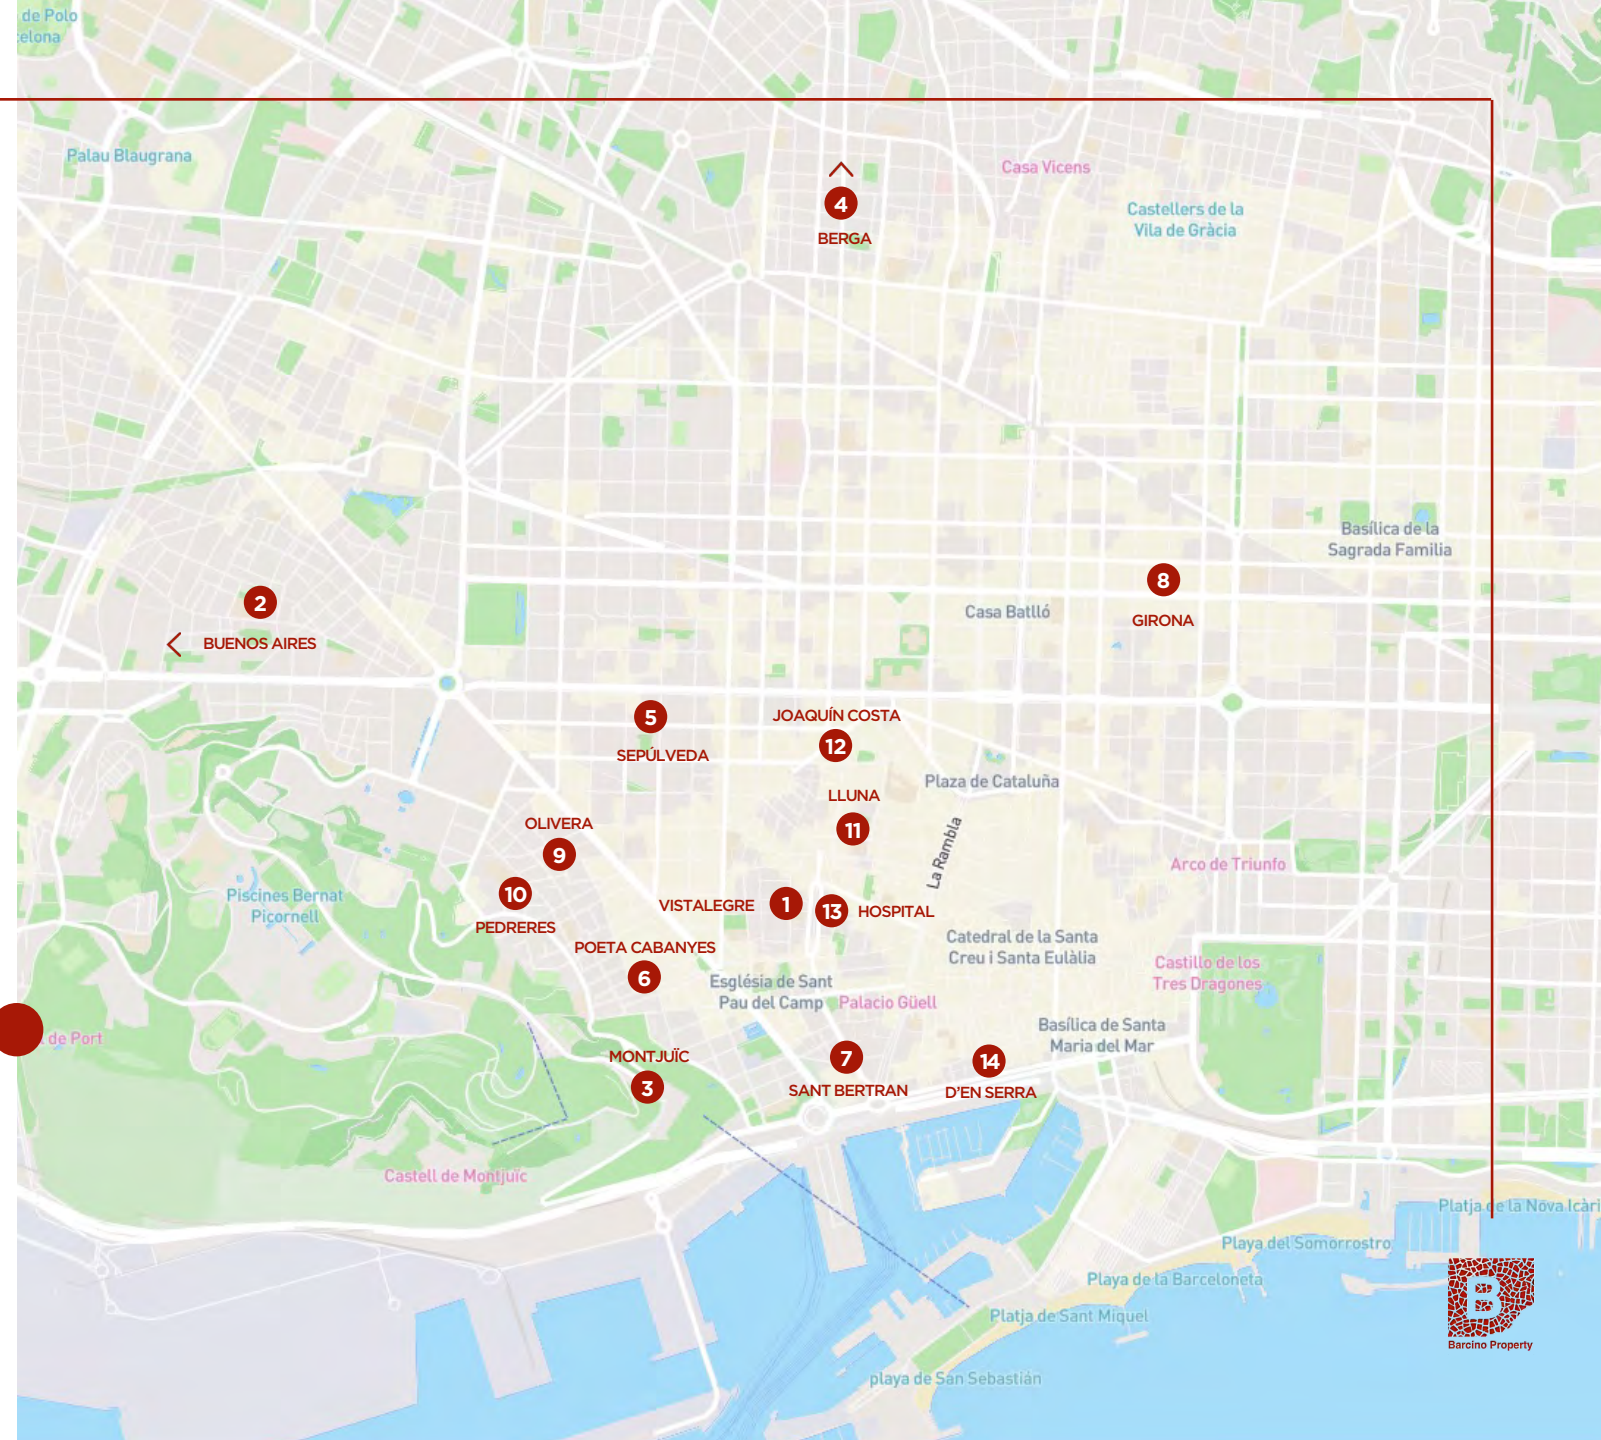 de Polo
elona
Palau Blaugrana
Casa Vicens
4
BERGA
Castellers de la
Vila de Gràcia
Basílica de la
Sagrada Familia
2
BUENOS AIRES
8
GIRONA
Casa Batlló
5
SEPÚLVEDA
JOAQUÍN COSTA
12
Plaza de Cataluña
LLUNA
11
La Rambla
OLIVERA
9
Arco de Triunfo
Piscines Bernat
Picornell
10
PEDRERES
VISTALEGRE
1
13
HOSPITAL
POETA CABANYES
6
Catedral de la Santa
Creu i Santa Eulàlia
Castillo de los
Tres Dragones
Església de Sant
Pau del Camp
Palacio Güell
de Port
Basílica de Santa
Maria del Mar
MONTJUÏC
3
7
SANT BERTRAN
14
D'EN SERRA
Castell de Montjuïc
Platja de la Nova Icàri
Playa del Somorrostro
Playa de la Barceloneta
Platja de Sant Miquel
playa de San Sebastián
B
Barcino Property